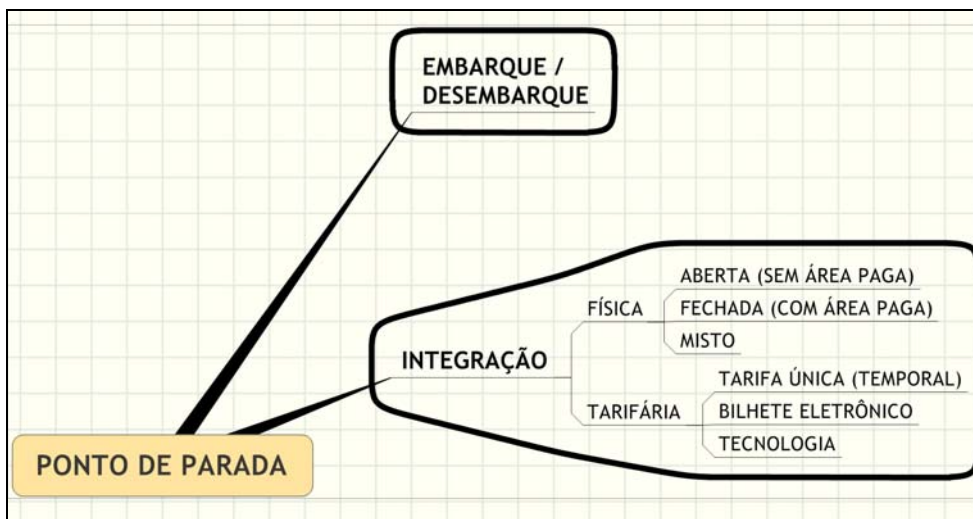 EMBARQUE /
DESEMBARQUE
ABERTA (SEM ÁREA PAGA)
FÍSICA
FECHADA (COM ÁREA PAGA)
MISTO
INTEGRAÇÃO
TARIFA ÚNICA (TEMPORAL)
TARIFÁRIA
BILHETE ELETRÔNICO
TECNOLOGIA
PONTO DE PARADA